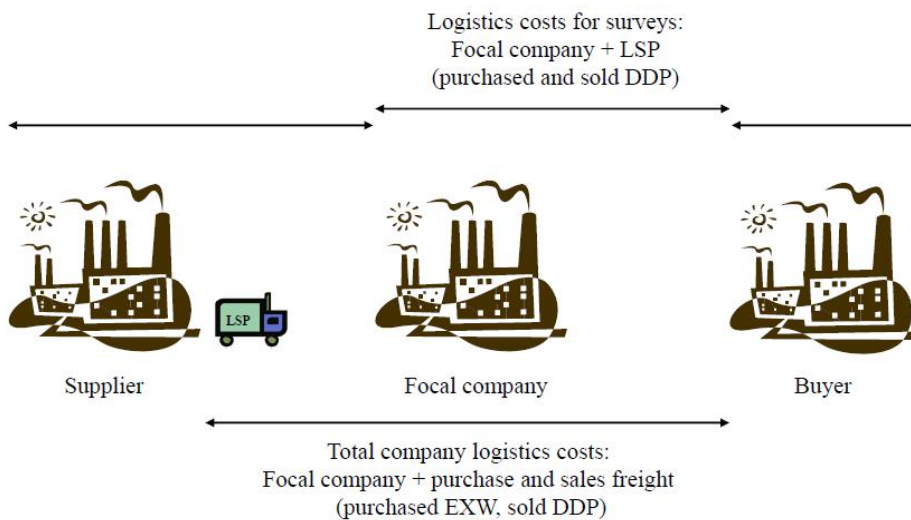 Logistics costs for surveys:
Focal company + LSP
(purchased and sold DDP)
LSP
Supplier
Focal company
Buyer
Total company logistics costs:
Focal company + purchase and sales freight
(purchased EXW, sold DDP)